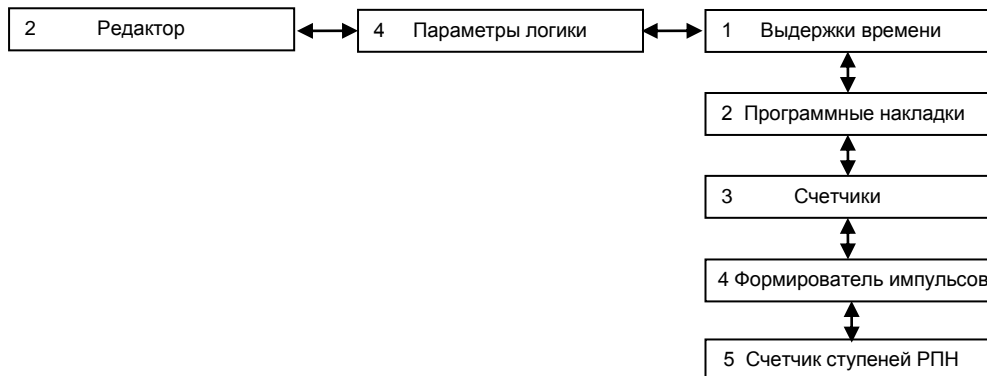 2 Редактор
4 Параметры логики
1 Выдержки времени
2 Программные накладки
3 Счетчики
4 Формирователь импульсов
5 Счетчик ступеней РПН